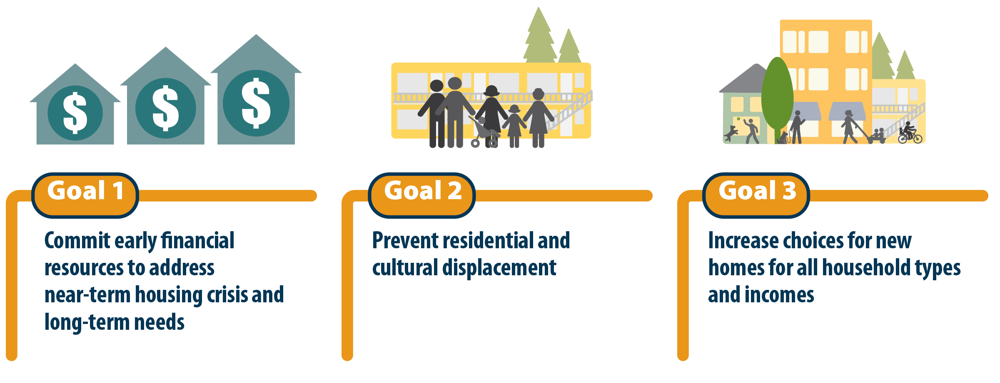 $
$
$
Goal 1
Commit early financial
resources to address
near-term housing crisis and
long-term needs
Goal 2
Prevent residential and
cultural displacement
Goal 3
Increase choices for new
homes for all household types
and incomes